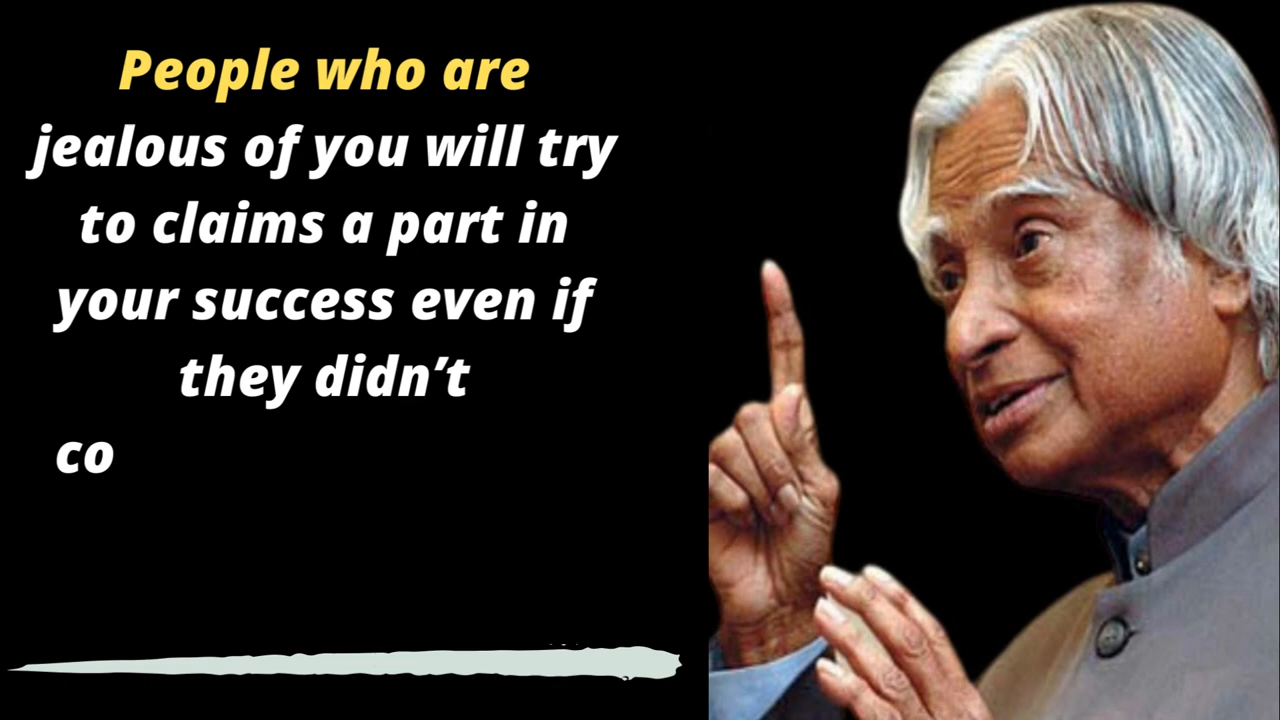 People who are
jealous of you will try
to claims a part in
your success even if
they didn’t
co